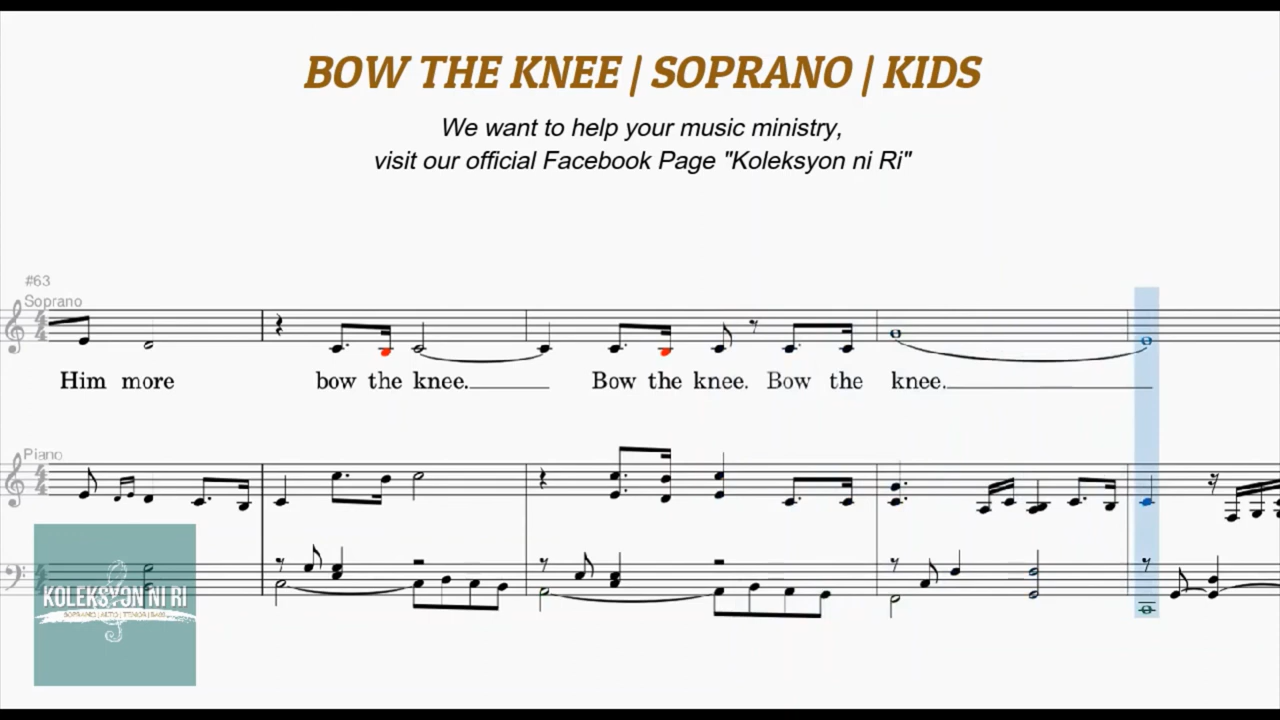 BOW THE KNEE | SOPRANO | KIDS
We want to help your music ministry,
visit our official Facebook Page "Koleksyon ni Ri"
#63
Soprano
Him more bow the knee. Bow the knee. Bow the knee.
Piano
KOLEKSYON NI RI